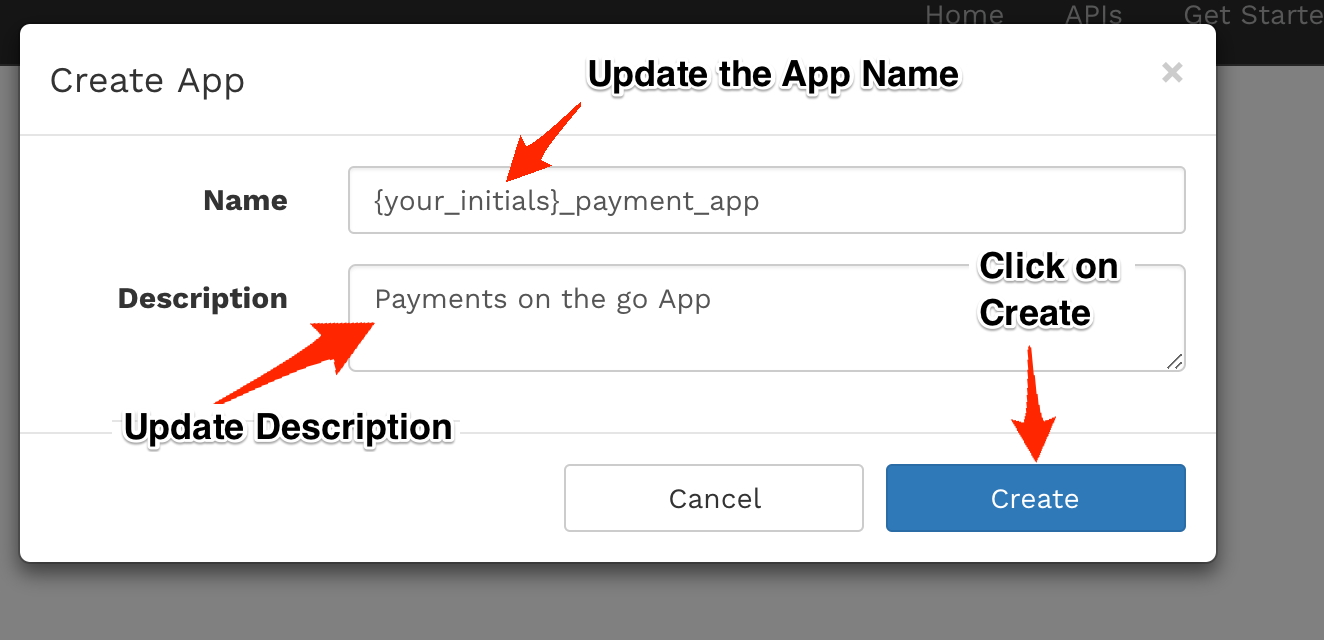 Home APIs Get Starte
Create App
Update the App Name
×
Name
{your_initials}_payment_app
Description
Payments on the go App
Click on
Create
Update Description
Cancel
Create